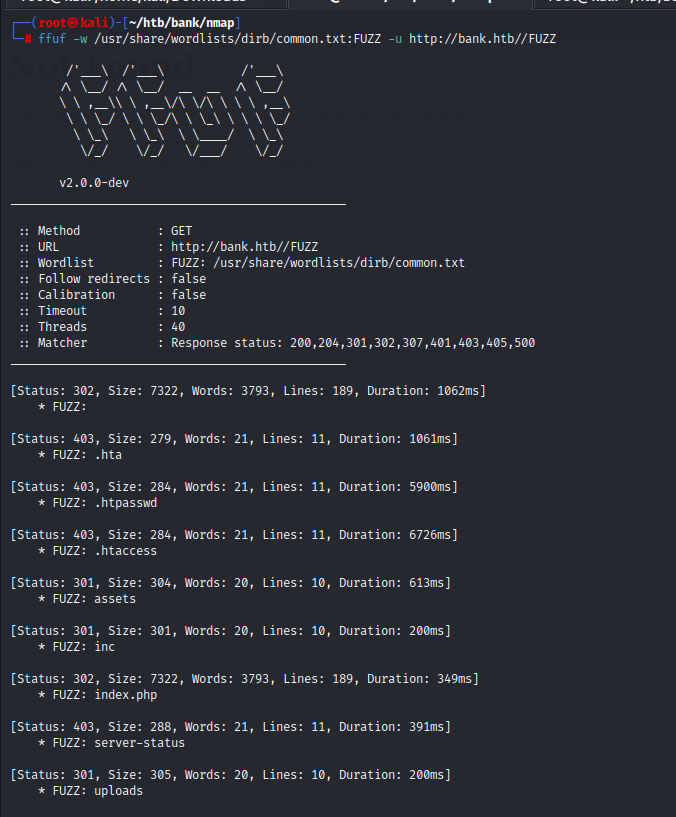 ┌──(root㉿kali)-[~/htb/bank/nmap]
└─# ffuf -w /usr/share/wordlists/dirb/common.txt:FUZZ -u http://bank.htb//FUZZ
v2.0.0-dev
________________________________________________
:: Method : GET
:: URL : http://bank.htb//FUZZ
:: Wordlist : FUZZ: /usr/share/wordlists/dirb/common.txt
:: Follow redirects : false
:: Calibration : false
:: Timeout : 10
:: Threads : 40
:: Matcher : Response status: 200,204,301,302,307,401,403,405,500
________________________________________________
[Status: 302, Size: 7322, Words: 3793, Lines: 189, Duration: 1062ms]
* FUZZ:
[Status: 403, Size: 279, Words: 21, Lines: 11, Duration: 1061ms]
* FUZZ: .hta
[Status: 403, Size: 284, Words: 21, Lines: 11, Duration: 5900ms]
* FUZZ: .htpasswd
[Status: 403, Size: 284, Words: 21, Lines: 11, Duration: 6726ms]
* FUZZ: .htaccess
[Status: 301, Size: 304, Words: 20, Lines: 10, Duration: 613ms]
* FUZZ: assets
[Status: 301, Size: 301, Words: 20, Lines: 10, Duration: 200ms]
* FUZZ: inc
[Status: 302, Size: 7322, Words: 3793, Lines: 189, Duration: 349ms]
* FUZZ: index.php
[Status: 403, Size: 288, Words: 21, Lines: 11, Duration: 391ms]
* FUZZ: server-status
[Status: 301, Size: 305, Words: 20, Lines: 10, Duration: 200ms]
* FUZZ: uploads